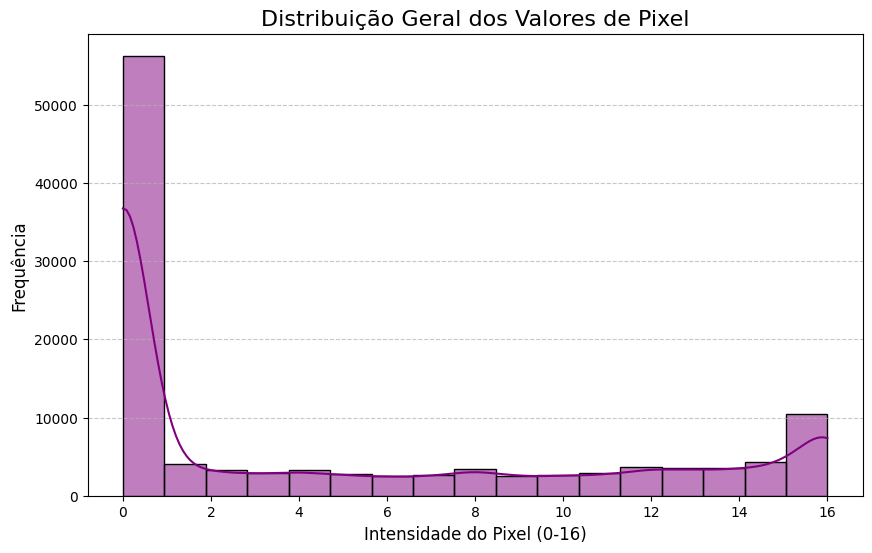 Distribuição Geral dos Valores de Pixel
50000
40000
30000
20000
10000
0
Frequência
0 2 4 6 8 10 12 14 16
Intensidade do Pixel (0-16)